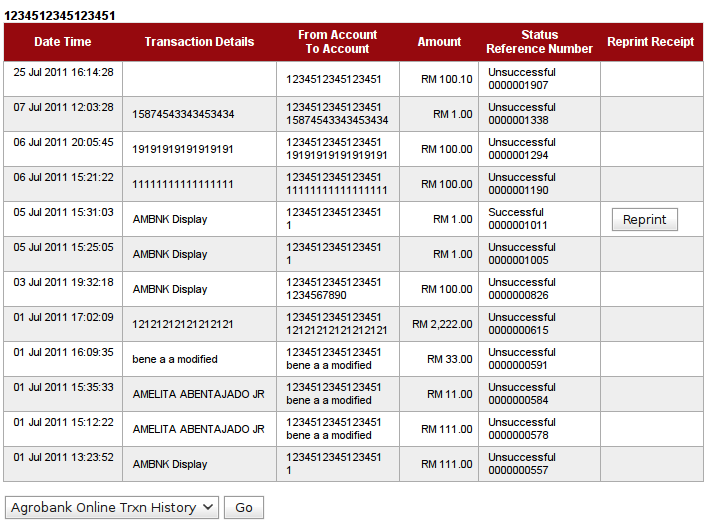 1234512345123451
Date Time Transaction Details From Account To Account Amount Status Reference Number Reprint Receipt
25 Jul 2011 16:14:28 1234512345123451 RM 100.10 Unsuccessful
0000001907
07 Jul 2011 12:03:28 15874543343453434 1234512345123451 RM 1.00 Unsuccessful
15874543343453434 0000001338
06 Jul 2011 20:05:45 19191919191919191 1234512345123451 RM 100.00 Unsuccessful
19191919191919191 0000001294
06 Jul 2011 15:21:22 11111111111111111 1234512345123451 RM 100.00 Unsuccessful
11111111111111111 0000001190
05 Jul 2011 15:31:03 AMBNK Display 1234512345123451 RM 1.00 Successful Reprint
1 0000001011
05 Jul 2011 15:25:05 AMBNK Display 1234512345123451 RM 1.00 Unsuccessful
1 0000001005
03 Jul 2011 19:32:18 AMBNK Display 1234512345123451 RM 100.00 Unsuccessful
1234567890 0000000826
01 Jul 2011 17:02:09 12121212121212121 1234512345123451 RM 2,222.00 Unsuccessful
12121212121212121 0000000615
01 Jul 2011 16:09:35 bene a a modified 1234512345123451 RM 33.00 Unsuccessful
bene a a modified 0000000591
01 Jul 2011 15:35:33 AMELITA ABENTAJADO JR 1234512345123451 RM 11.00 Unsuccessful
bene a a modified 0000000584
01 Jul 2011 15:12:22 AMELITA ABENTAJADO JR 1234512345123451 RM 111.00 Unsuccessful
bene a a modified 0000000578
01 Jul 2011 13:23:52 AMBNK Display 1234512345123451 RM 111.00 Unsuccessful
1 0000000557
Agrobank Online Trxn History Go